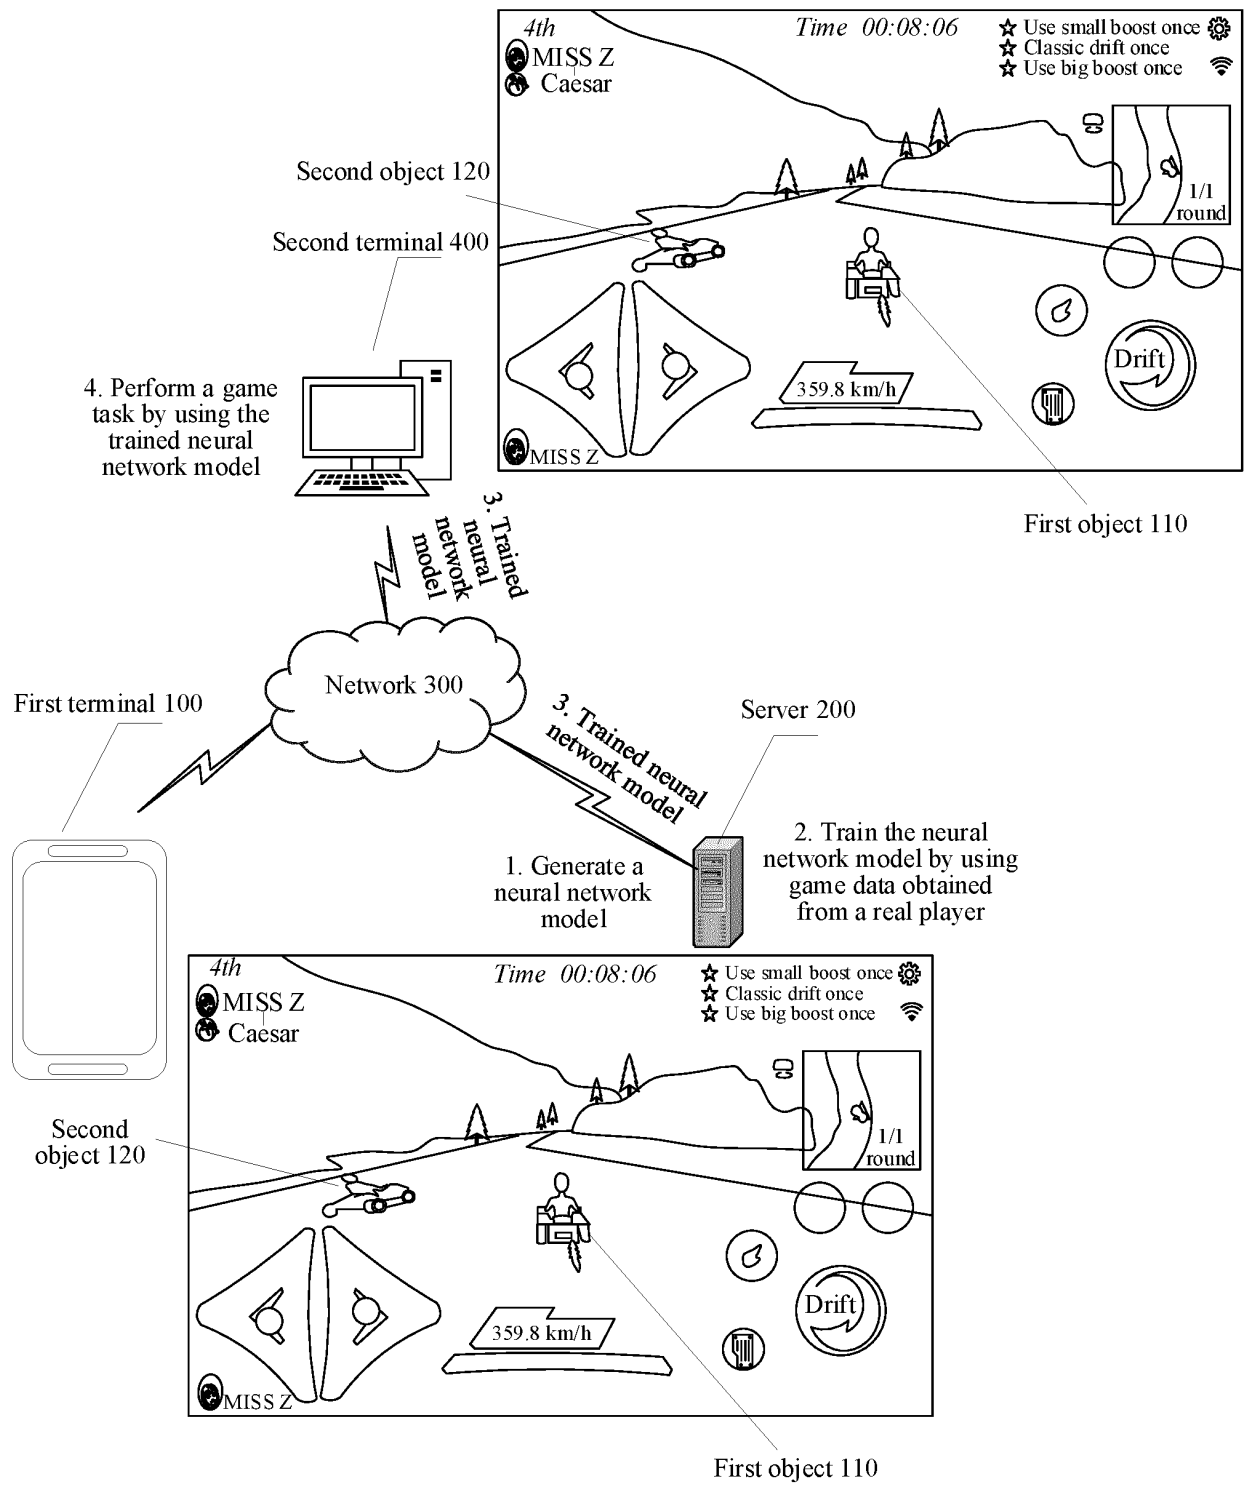 4th
Time 00:08:06
Use small boost once
MISS Z
Classic drift once
Caesar
Use big boost once
Second object 120
1/1
round
Second terminal 400
Drift
359.8 km/h
4. Perform a game
task by using the
trained neural
network model
MISS Z
First object 110
3. Trained
neural
network
model
Network 300
First terminal 100
3. Trained neural
network model
Server 200
1. Generate a
neural network
model
2. Train the neural
network model by using
game data obtained
from a real player
4th
Time 00:08:06
Use small boost once
MISS Z
Classic drift once
Caesar
Use big boost once
Second
object 120
1/1
round
Drift
359.8 km/h
MISS Z
First object 110